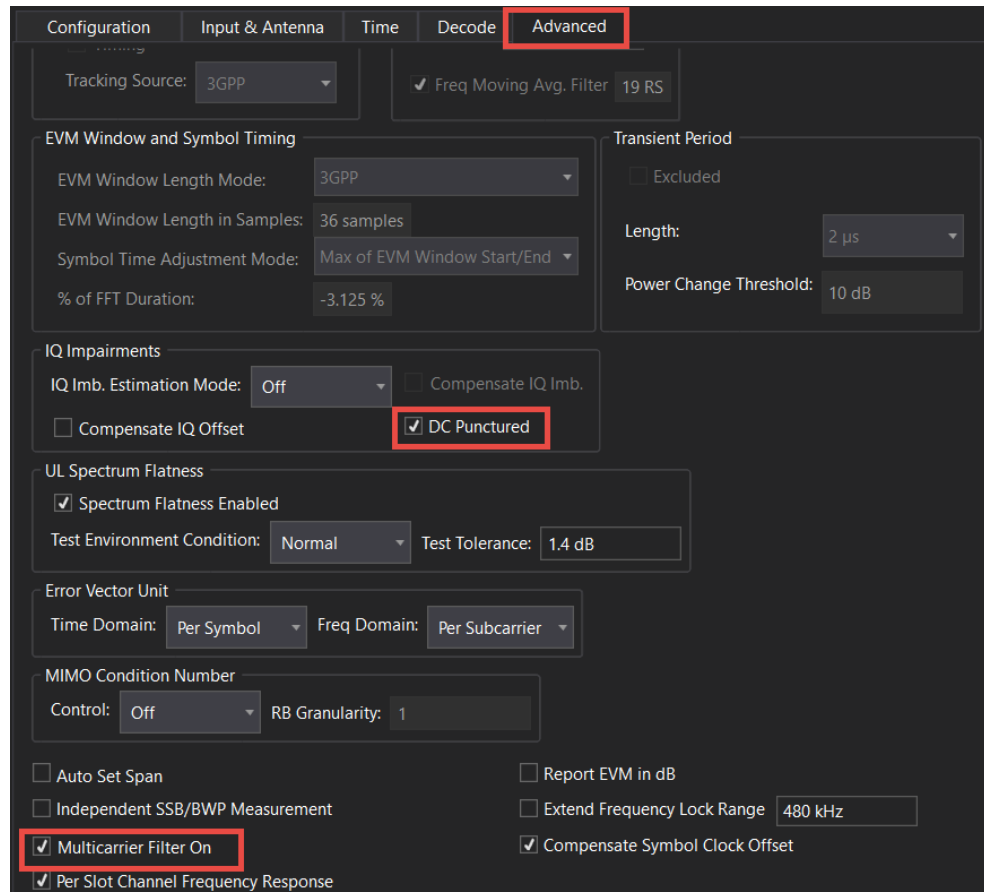 Configuration Input & Antenna Time Decode Advanced
Timing
Tracking Source: 3GPP
Freq Moving Avg. Filter 19 RS
EVM Window and Symbol Timing
EVM Window Length Mode: 3GPP
EVM Window Length in Samples: 36 samples
Symbol Time Adjustment Mode: Max of EVM Window Start/End
% of FFT Duration: -3.125 %
Transient Period
Excluded
Length: 2 µs
Power Change Threshold: 10 dB
IQ Impairments
IQ Imb. Estimation Mode: Off Compensate IQ Imb.
Compensate IQ Offset DC Punctured
UL Spectrum Flatness
Spectrum Flatness Enabled
Test Environment Condition: Normal Test Tolerance: 1.4 dB
Error Vector Unit
Time Domain: Per Symbol Freq Domain: Per Subcarrier
MIMO Condition Number
Control: Off RB Granularity: 1
Auto Set Span Report EVM in dB
Independent SSB/BWP Measurement Extend Frequency Lock Range 480 kHz
Multicarrier Filter On Compensate Symbol Clock Offset
Per Slot Channel Frequency Response